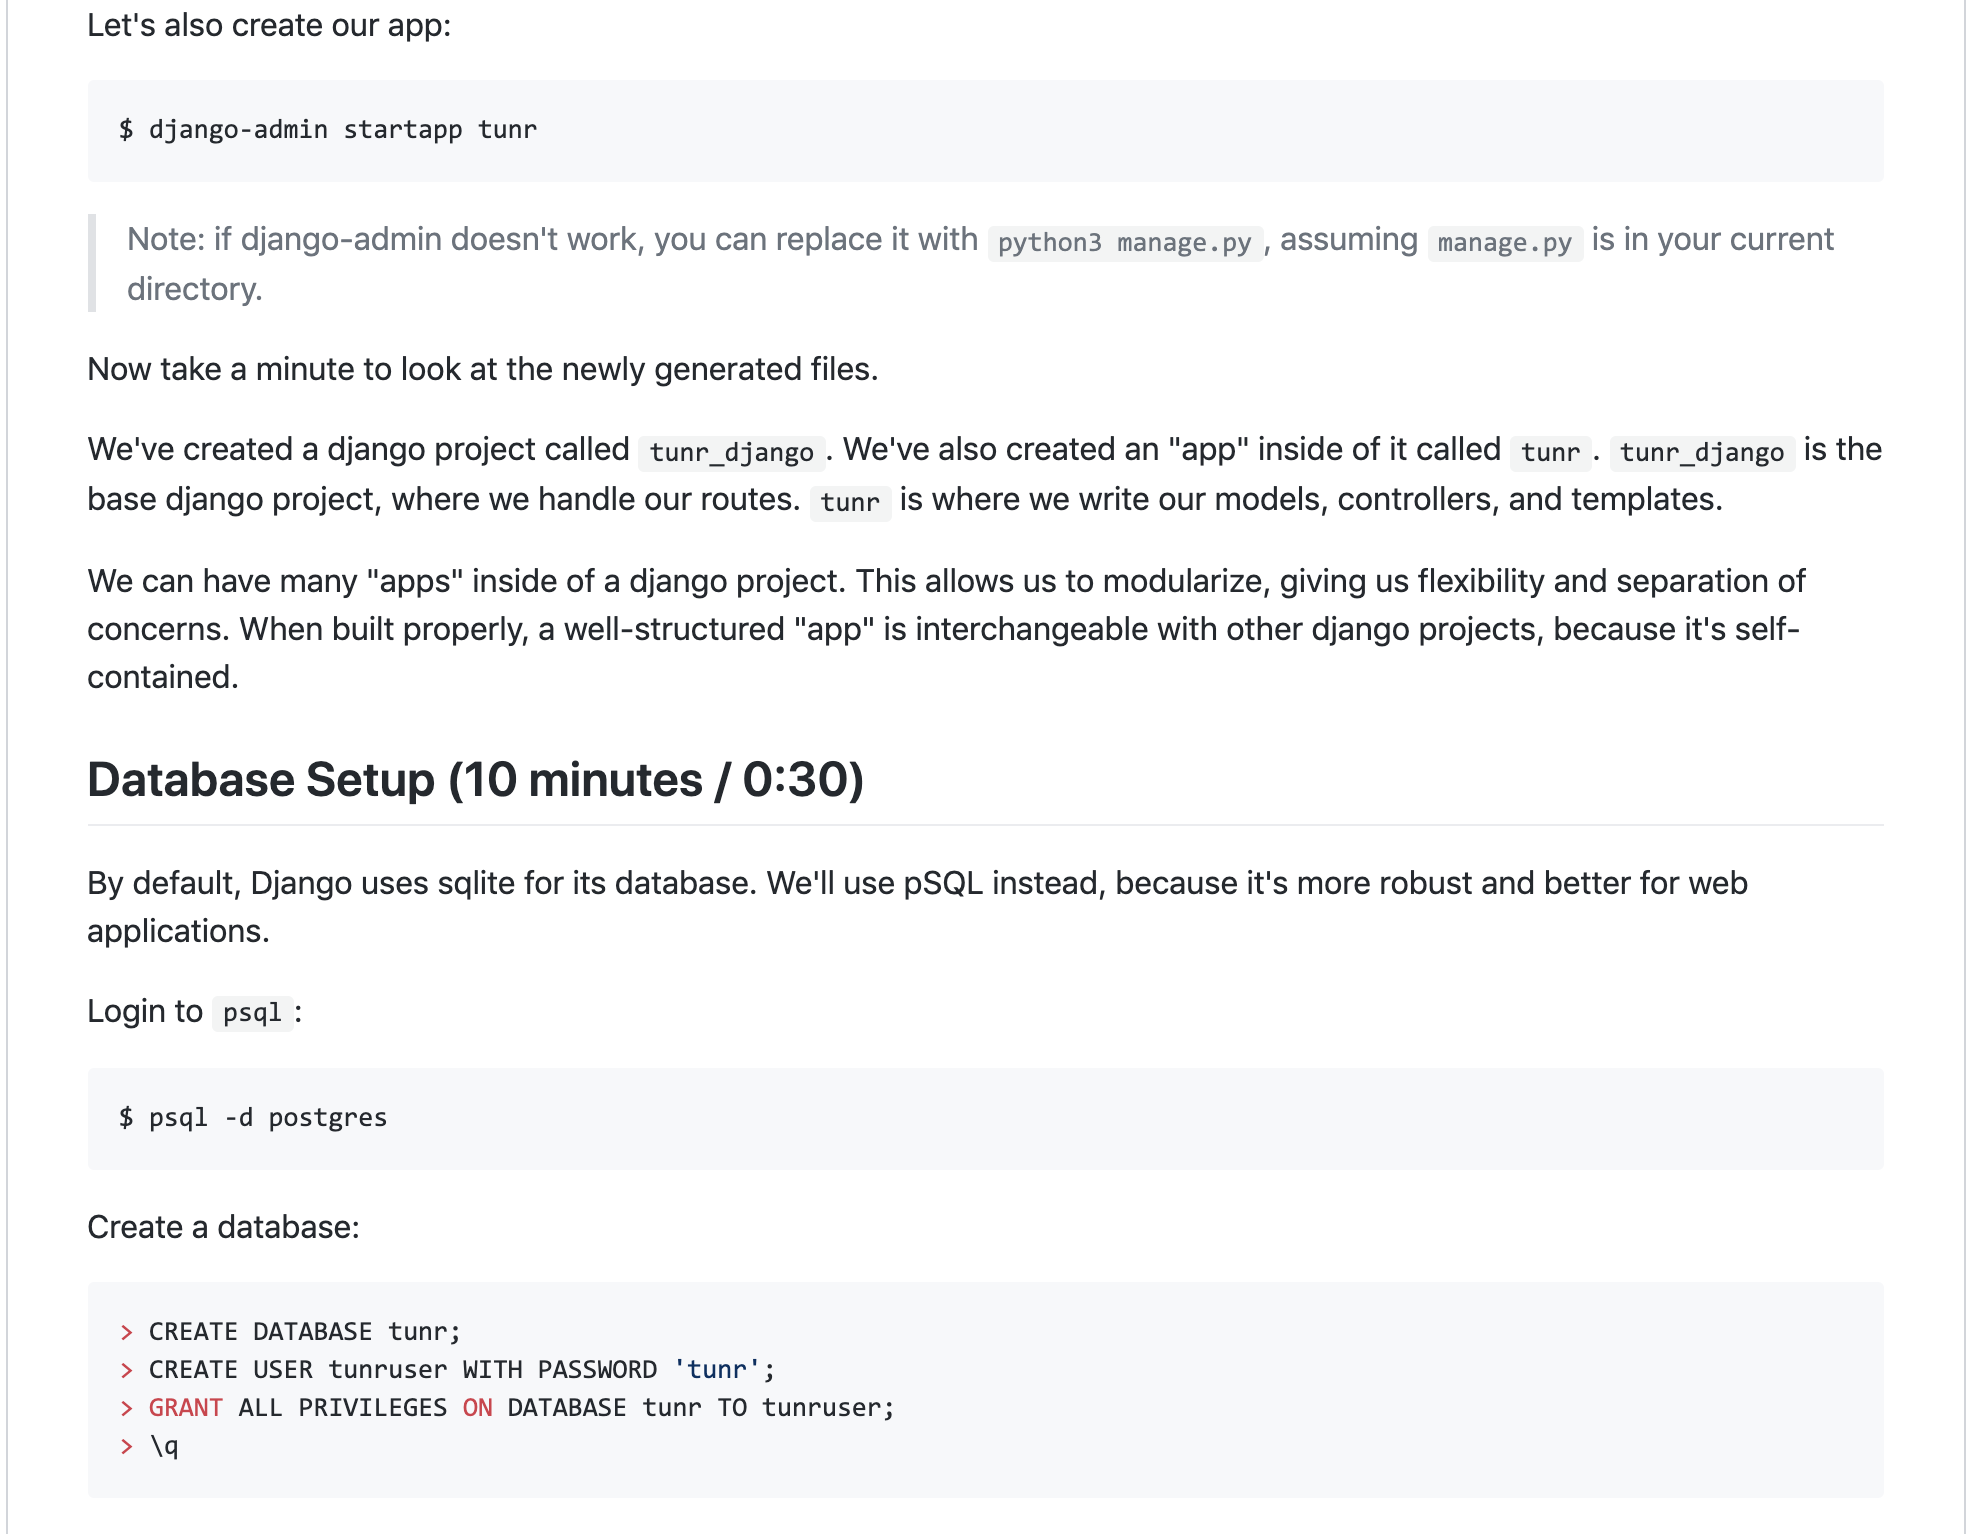 Let's also create our app:
$ django-admin startapp tunr
Note: if django-admin doesn't work, you can replace it with python3 manage.py, assuming manage.py is in your current
directory.
Now take a minute to look at the newly generated files.
We've created a django project called tunr_django. We've also created an "app" inside of it called tunr. tunr_django is the
base django project, where we handle our routes. tunr is where we write our models, controllers, and templates.
We can have many "apps" inside of a django project. This allows us to modularize, giving us flexibility and separation of
concerns. When built properly, a well-structured "app" is interchangeable with other django projects, because it's self-
contained.
Database Setup (10 minutes / 0:30)
By default, Django uses sqlite for its database. We'll use pSQL instead, because it's more robust and better for web
applications.
Login to psql:
$ psql -d postgres
Create a database:
> CREATE DATABASE tunr;
> CREATE USER tunruser WITH PASSWORD 'tunr';
> GRANT ALL PRIVILEGES ON DATABASE tunr TO tunruser;
> \q